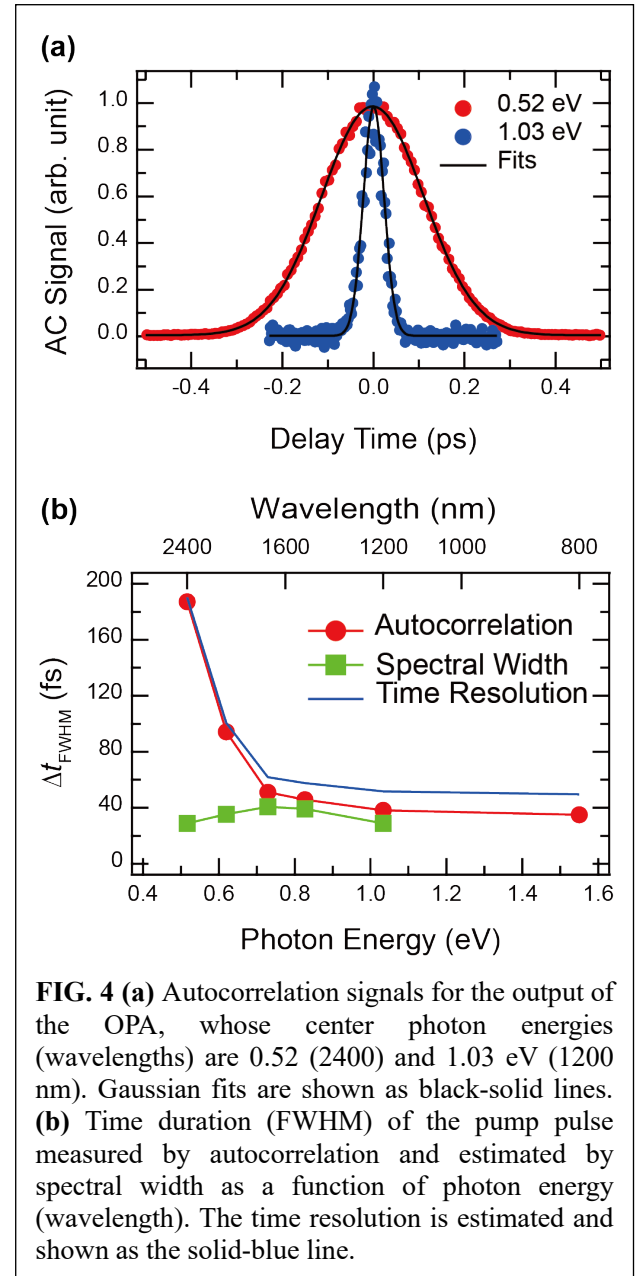 (a)
AC Signal (arb. unit)
1.0
0.8
0.6
0.4
0.2
0.0
0.52 eV
1.03 eV
Fits
-0.4 -0.2 0.0 0.2 0.4
Delay Time (ps)
(b)
Wavelength (nm)
2400 1600 1200 1000 800
ΔtFWHM (fs)
200
160
120
80
40
0
Autocorrelation
Spectral Width
Time Resolution
0.4 0.6 0.8 1.0 1.2 1.4 1.6
Photon Energy (eV)
FIG. 4 (a) Autocorrelation signals for the output of
the OPA, whose center photon energies
(wavelengths) are 0.52 (2400) and 1.03 eV (1200
nm). Gaussian fits are shown as black-solid lines.
(b) Time duration (FWHM) of the pump pulse
measured by autocorrelation and estimated by
spectral width as a function of photon energy
(wavelength). The time resolution is estimated and
shown as the solid-blue line.